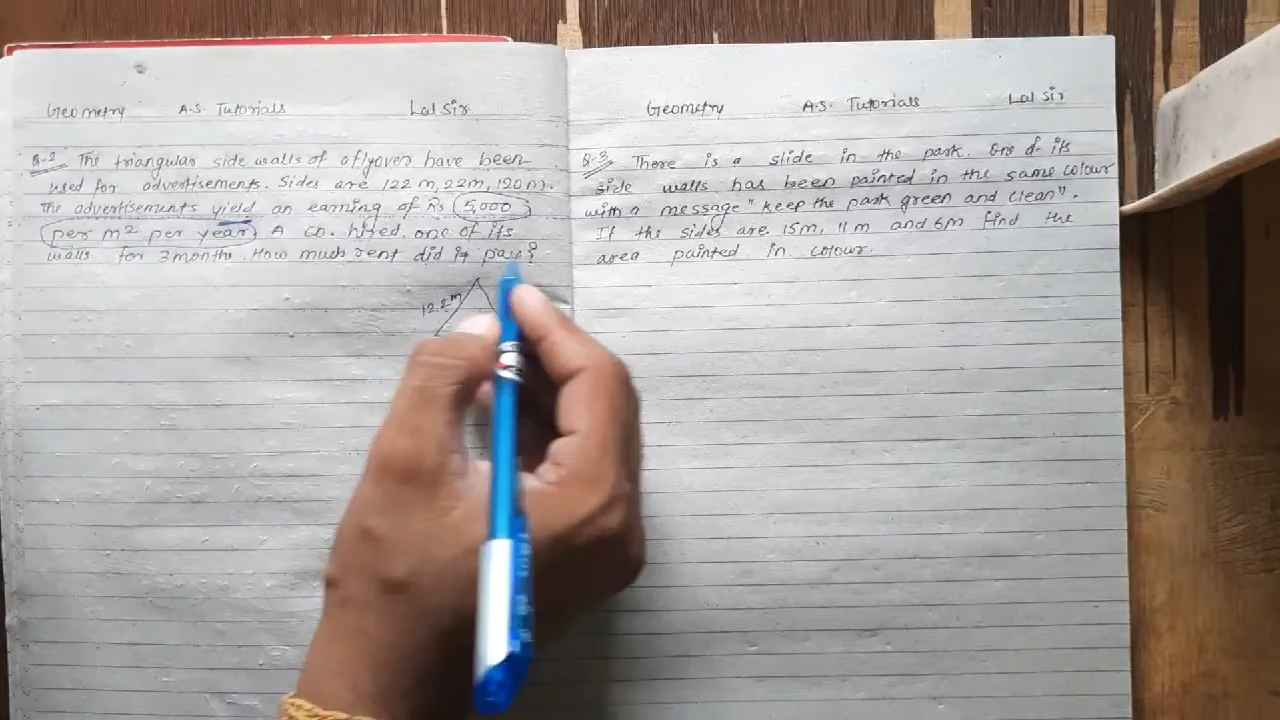 Geometry A.S. Tutorials Lal Sir
Q-2 The triangular side walls of a flyover have been
used for advertisements. Sides are 122 m, 22m, 120 m.
The advertisements yield an earning of Rs 5,000
per m² per year A co. hired one of its
walls for 3 months. How much rent did it pay?
12.2m
Geometry A.S. Tutorials Lal Sir
Q-3 There is a slide in the park. One of its
side walls has been painted in the same colour
with a message "keep the park green and clean".
If the sides are 15m, 11 m and 6m find the
area painted in colour.